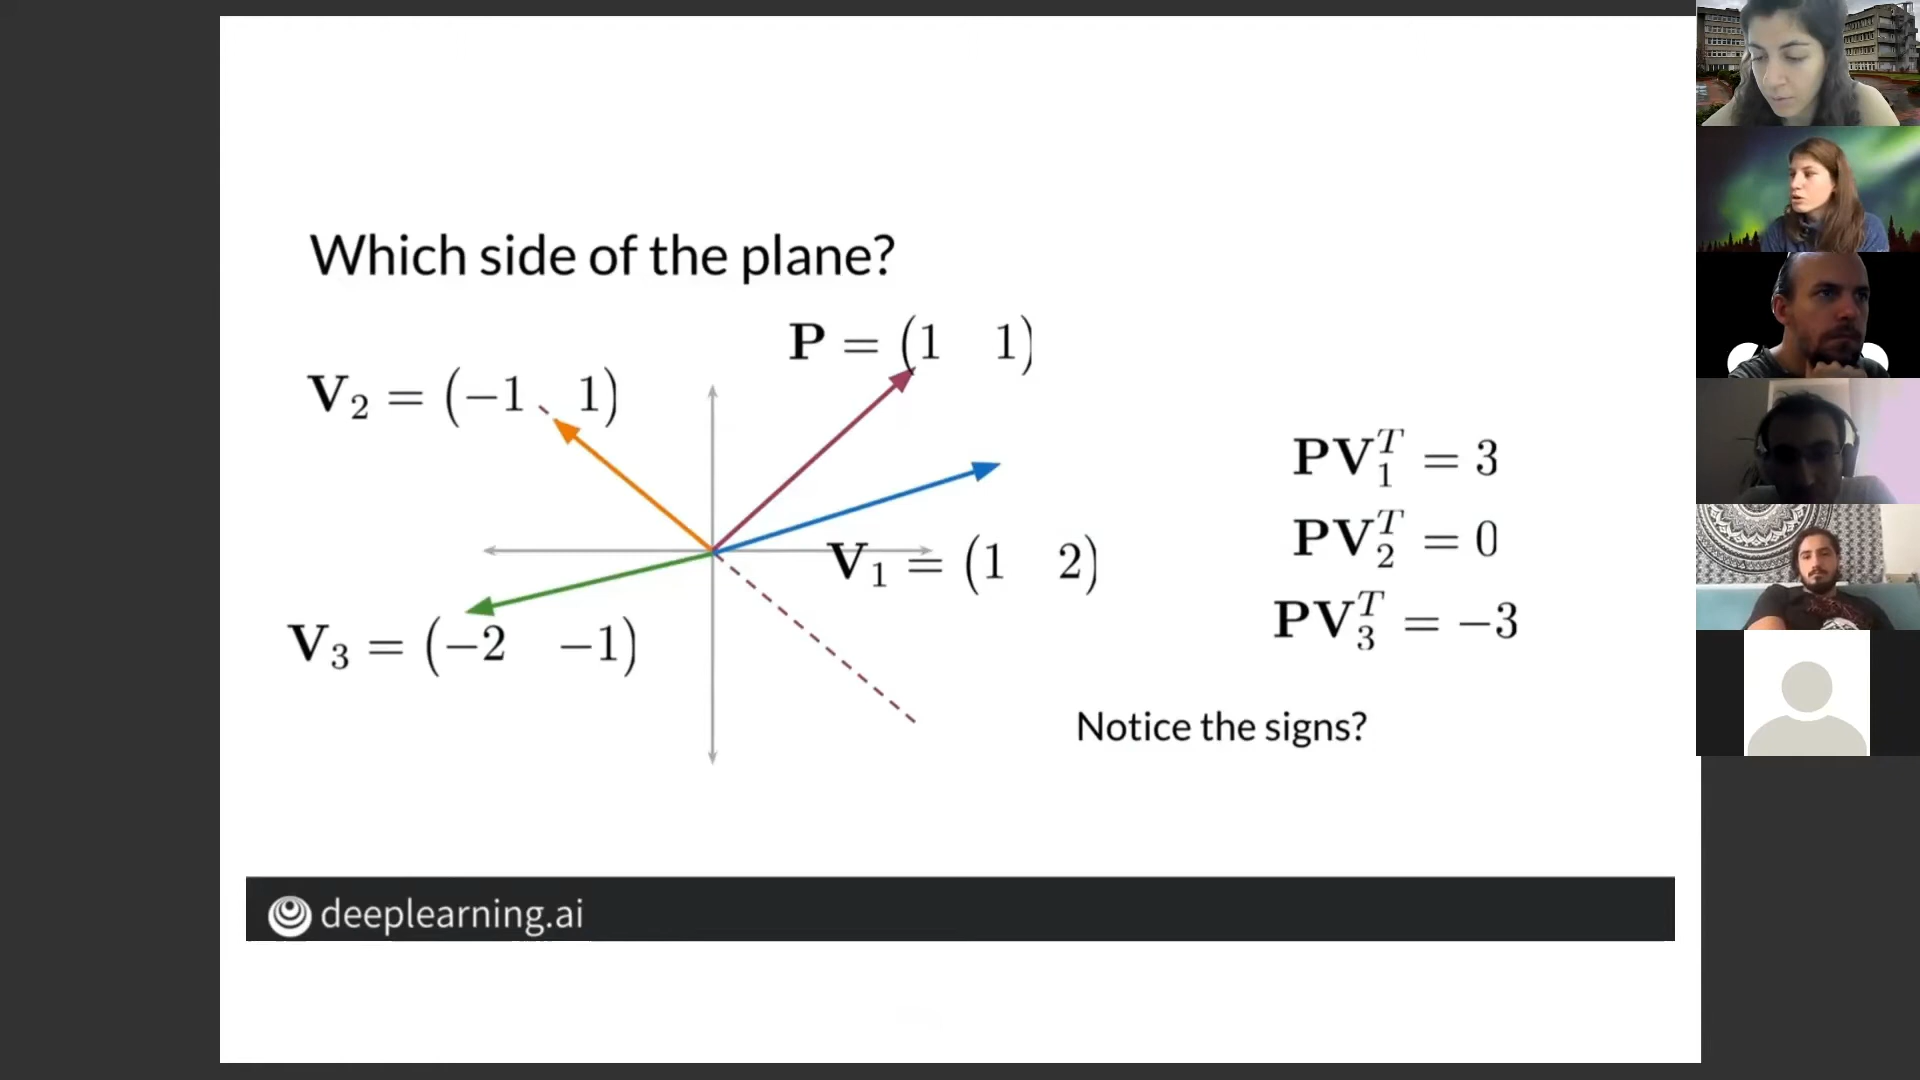 Which side of the plane?
P = (1 1)
V₂ = (−1 1)
V₁ = (1 2)
V₃ = (−2 −1)
PV₁ᵀ = 3
PV₂ᵀ = 0
PV₃ᵀ = −3
Notice the signs?
deeplearning.ai